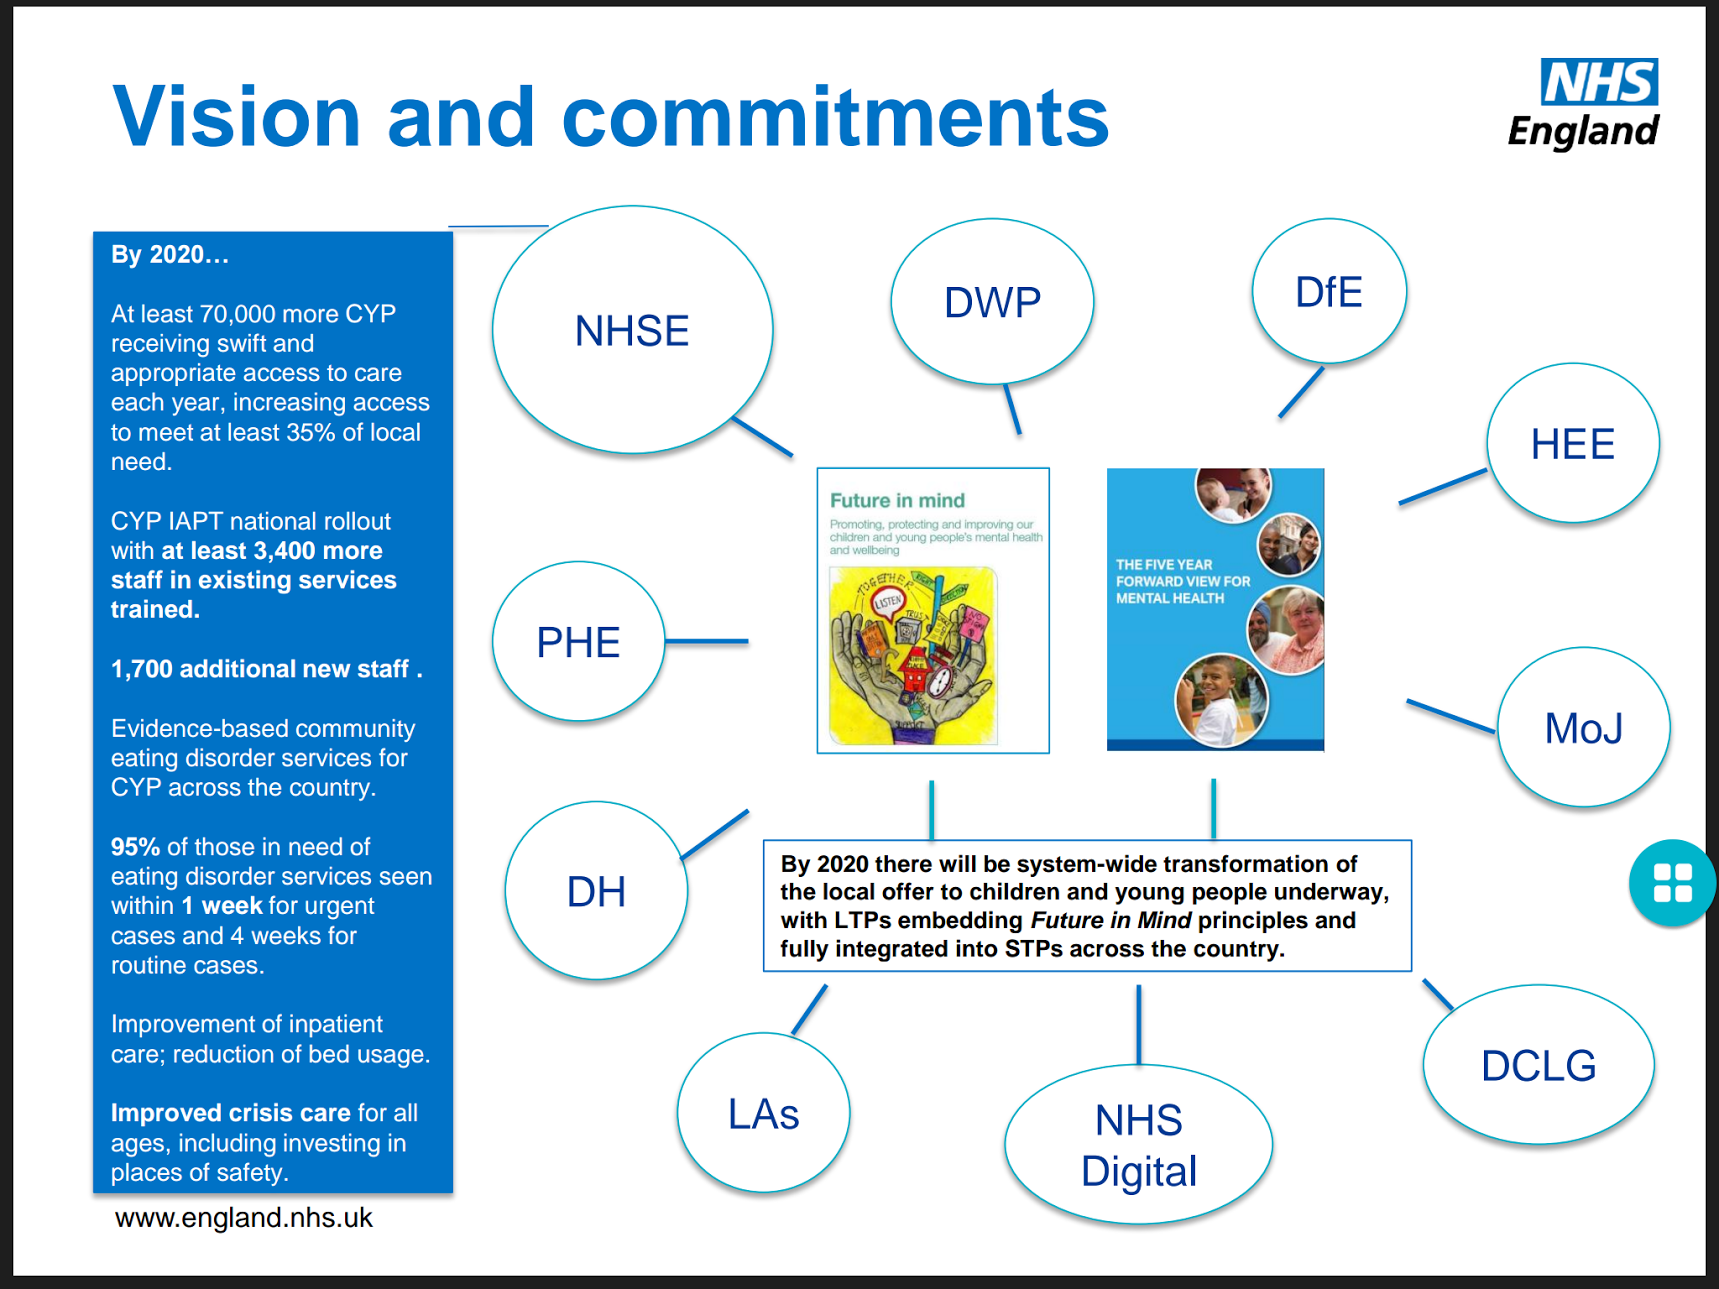 Vision and commitments
NHS
England
By 2020…
At least 70,000 more CYP
receiving swift and
appropriate access to care
each year, increasing access
to meet at least 35% of local
need.
CYP IAPT national rollout
with at least 3,400 more
staff in existing services
trained.
1,700 additional new staff .
Evidence-based community
eating disorder services for
CYP across the country.
95% of those in need of
eating disorder services seen
within 1 week for urgent
cases and 4 weeks for
routine cases.
Improvement of inpatient
care; reduction of bed usage.
Improved crisis care for all
ages, including investing in
places of safety.
NHSE
DWP
DfE
HEE
PHE
MoJ
DH
LAs
NHS
Digital
DCLG
Future in mind
Promoting, protecting and improving our
children and young people's mental health
and wellbeing
TOGETHER
LISTEN
TRUST
THE FIVE YEAR
FORWARD VIEW FOR
MENTAL HEALTH
By 2020 there will be system-wide transformation of
the local offer to children and young people underway,
with LTPs embedding Future in Mind principles and
fully integrated into STPs across the country.
www.england.nhs.uk